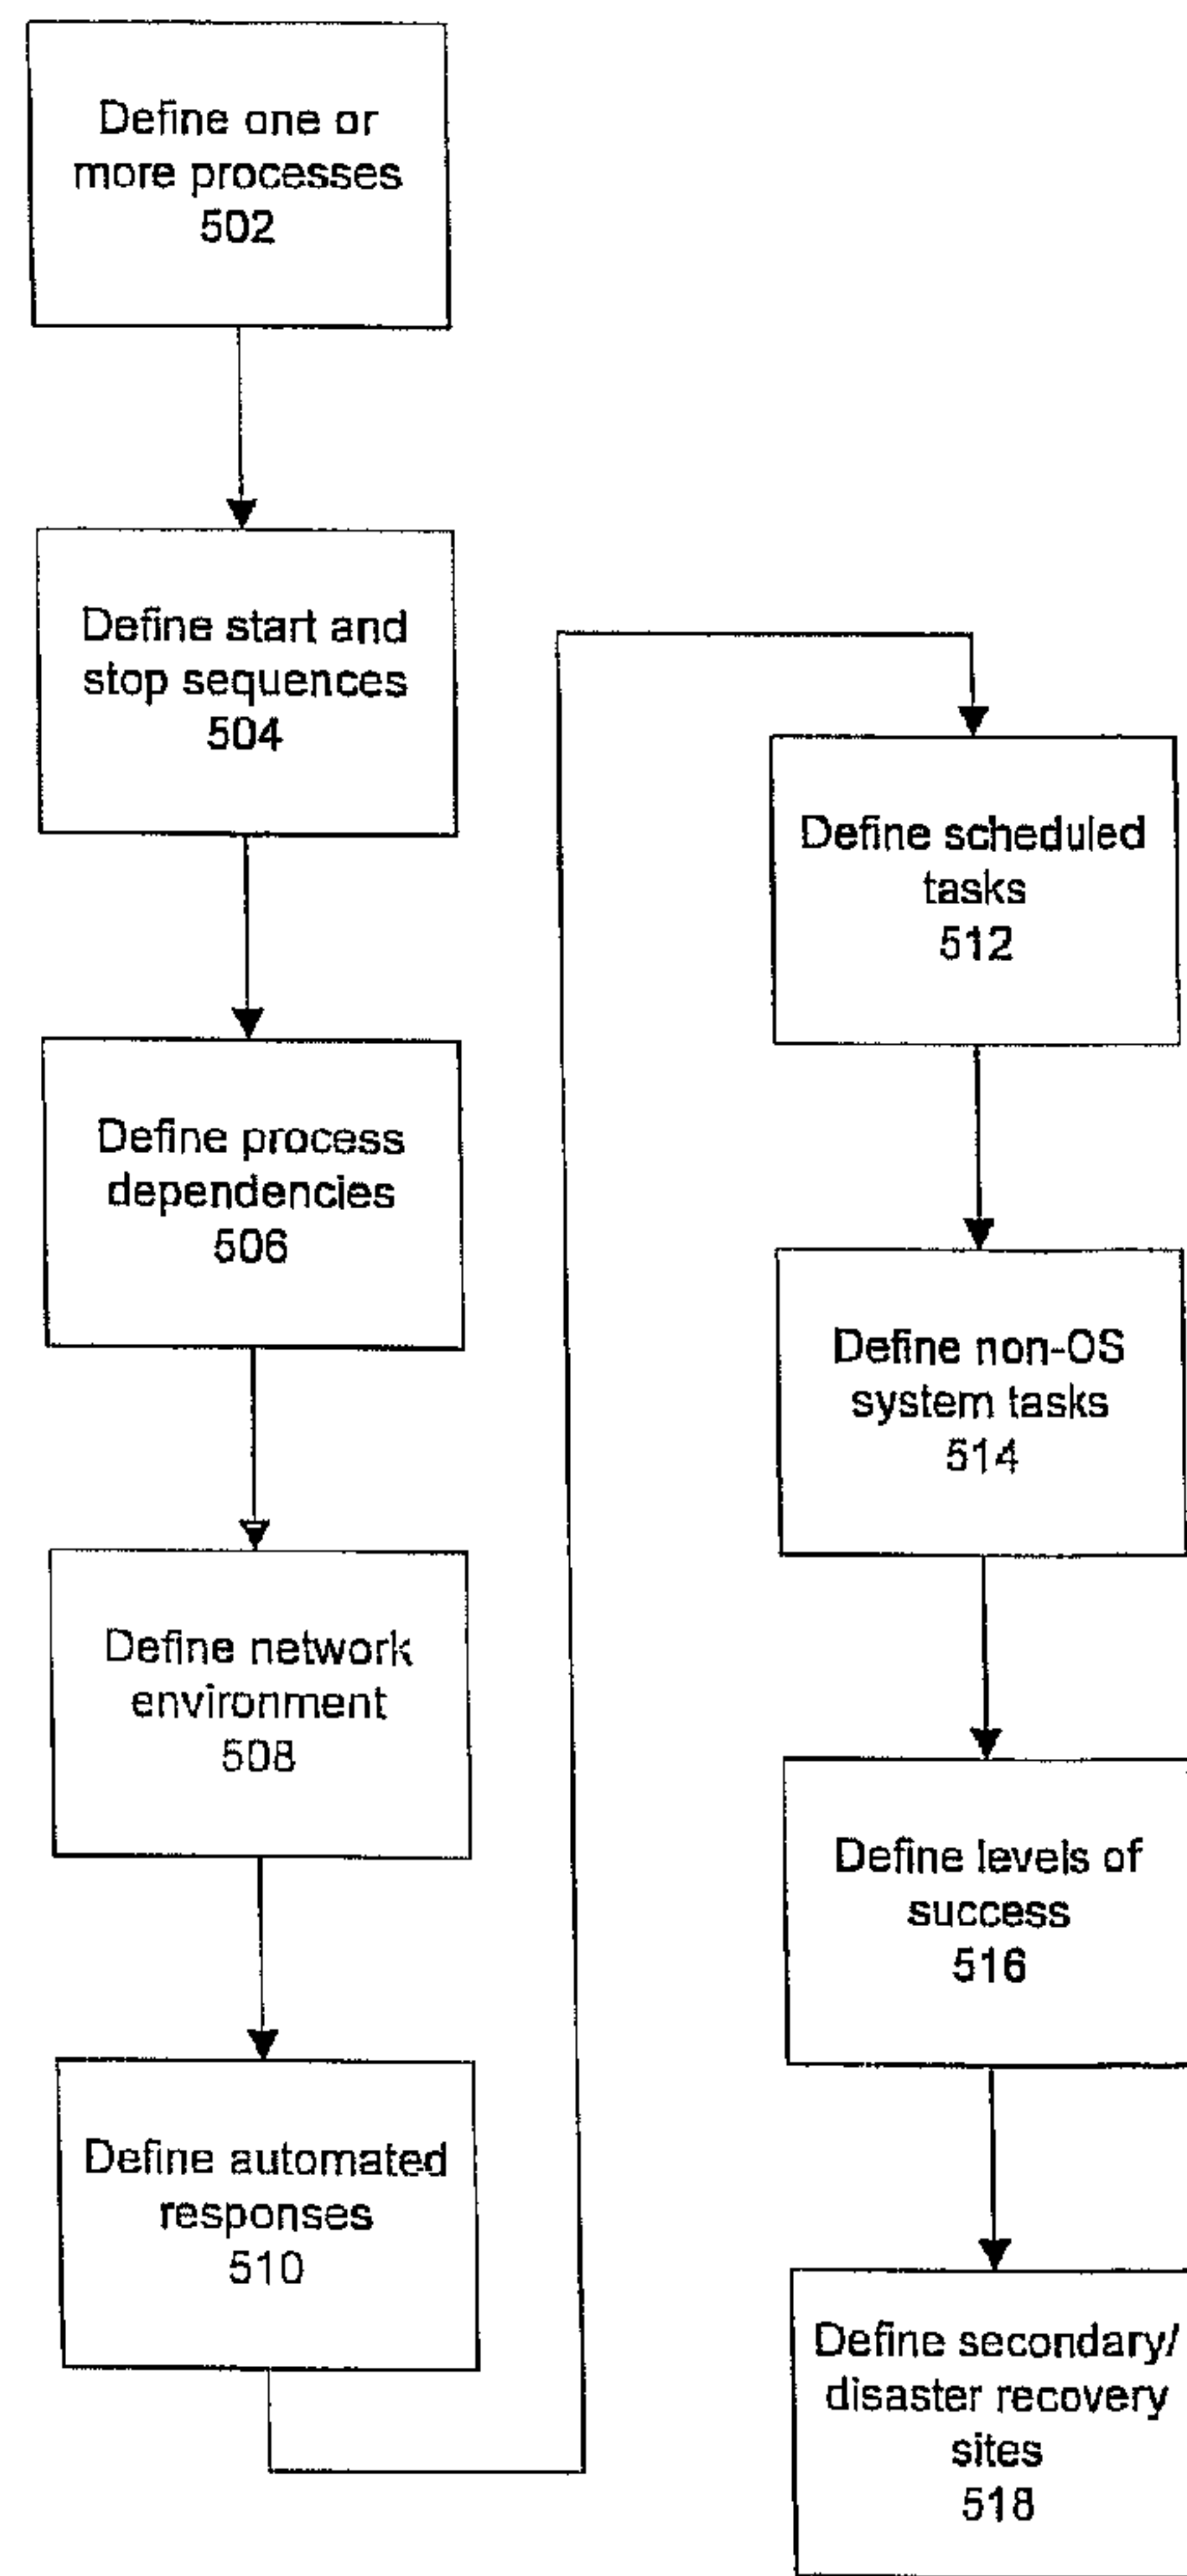 Define one or
more processes
502
Define start and
stop sequences
504
Define process
dependencies
506
Define network
environment
508
Define automated
responses
510
Define scheduled
tasks
512
Define non-OS
system tasks
514
Define levels of
success
516
Define secondary/
disaster recovery
sites
518